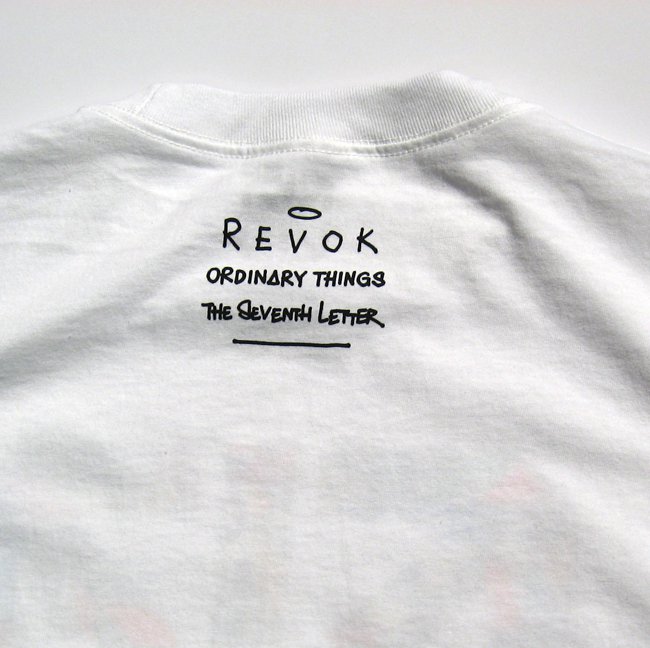 REVOK
ORDINARY THINGS
THE SEVENTH LETTER